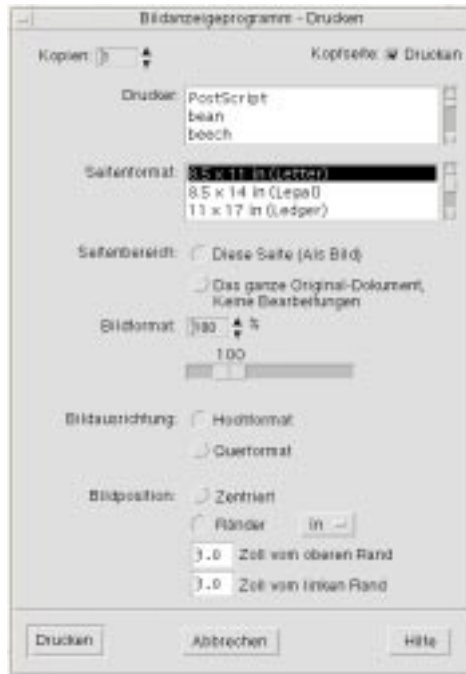 Bildanzeigeprogramm - Drucken
Kopien: Kopfseite: Drucken
Drucker: PostScript
bean
beech
Seitenformat: 8.5 x 11 in (Letter)
8.5 x 14 in (Legal)
11 x 17 in (Ledger)
Seitenbereich: Diese Seite (Als Bild)
Das ganze Original-Dokument,
Keine Bearbeitungen
Bildformat: 100 %
100
Bildausrichtung: Hochformat
Querformat
Bildposition: Zentriert
Ränder in
Zoll vom oberen Rand
Zoll vom linken Rand
Drucken Abbrechen Hilfe